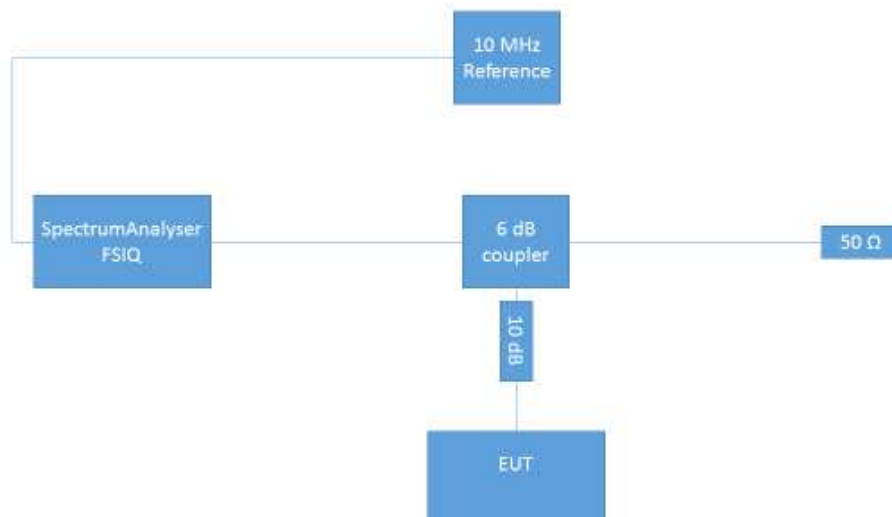 10 MHz
Reference
SpectrumAnalyser
FSIQ
6 dB
coupler
50 Ω
10 dB
EUT